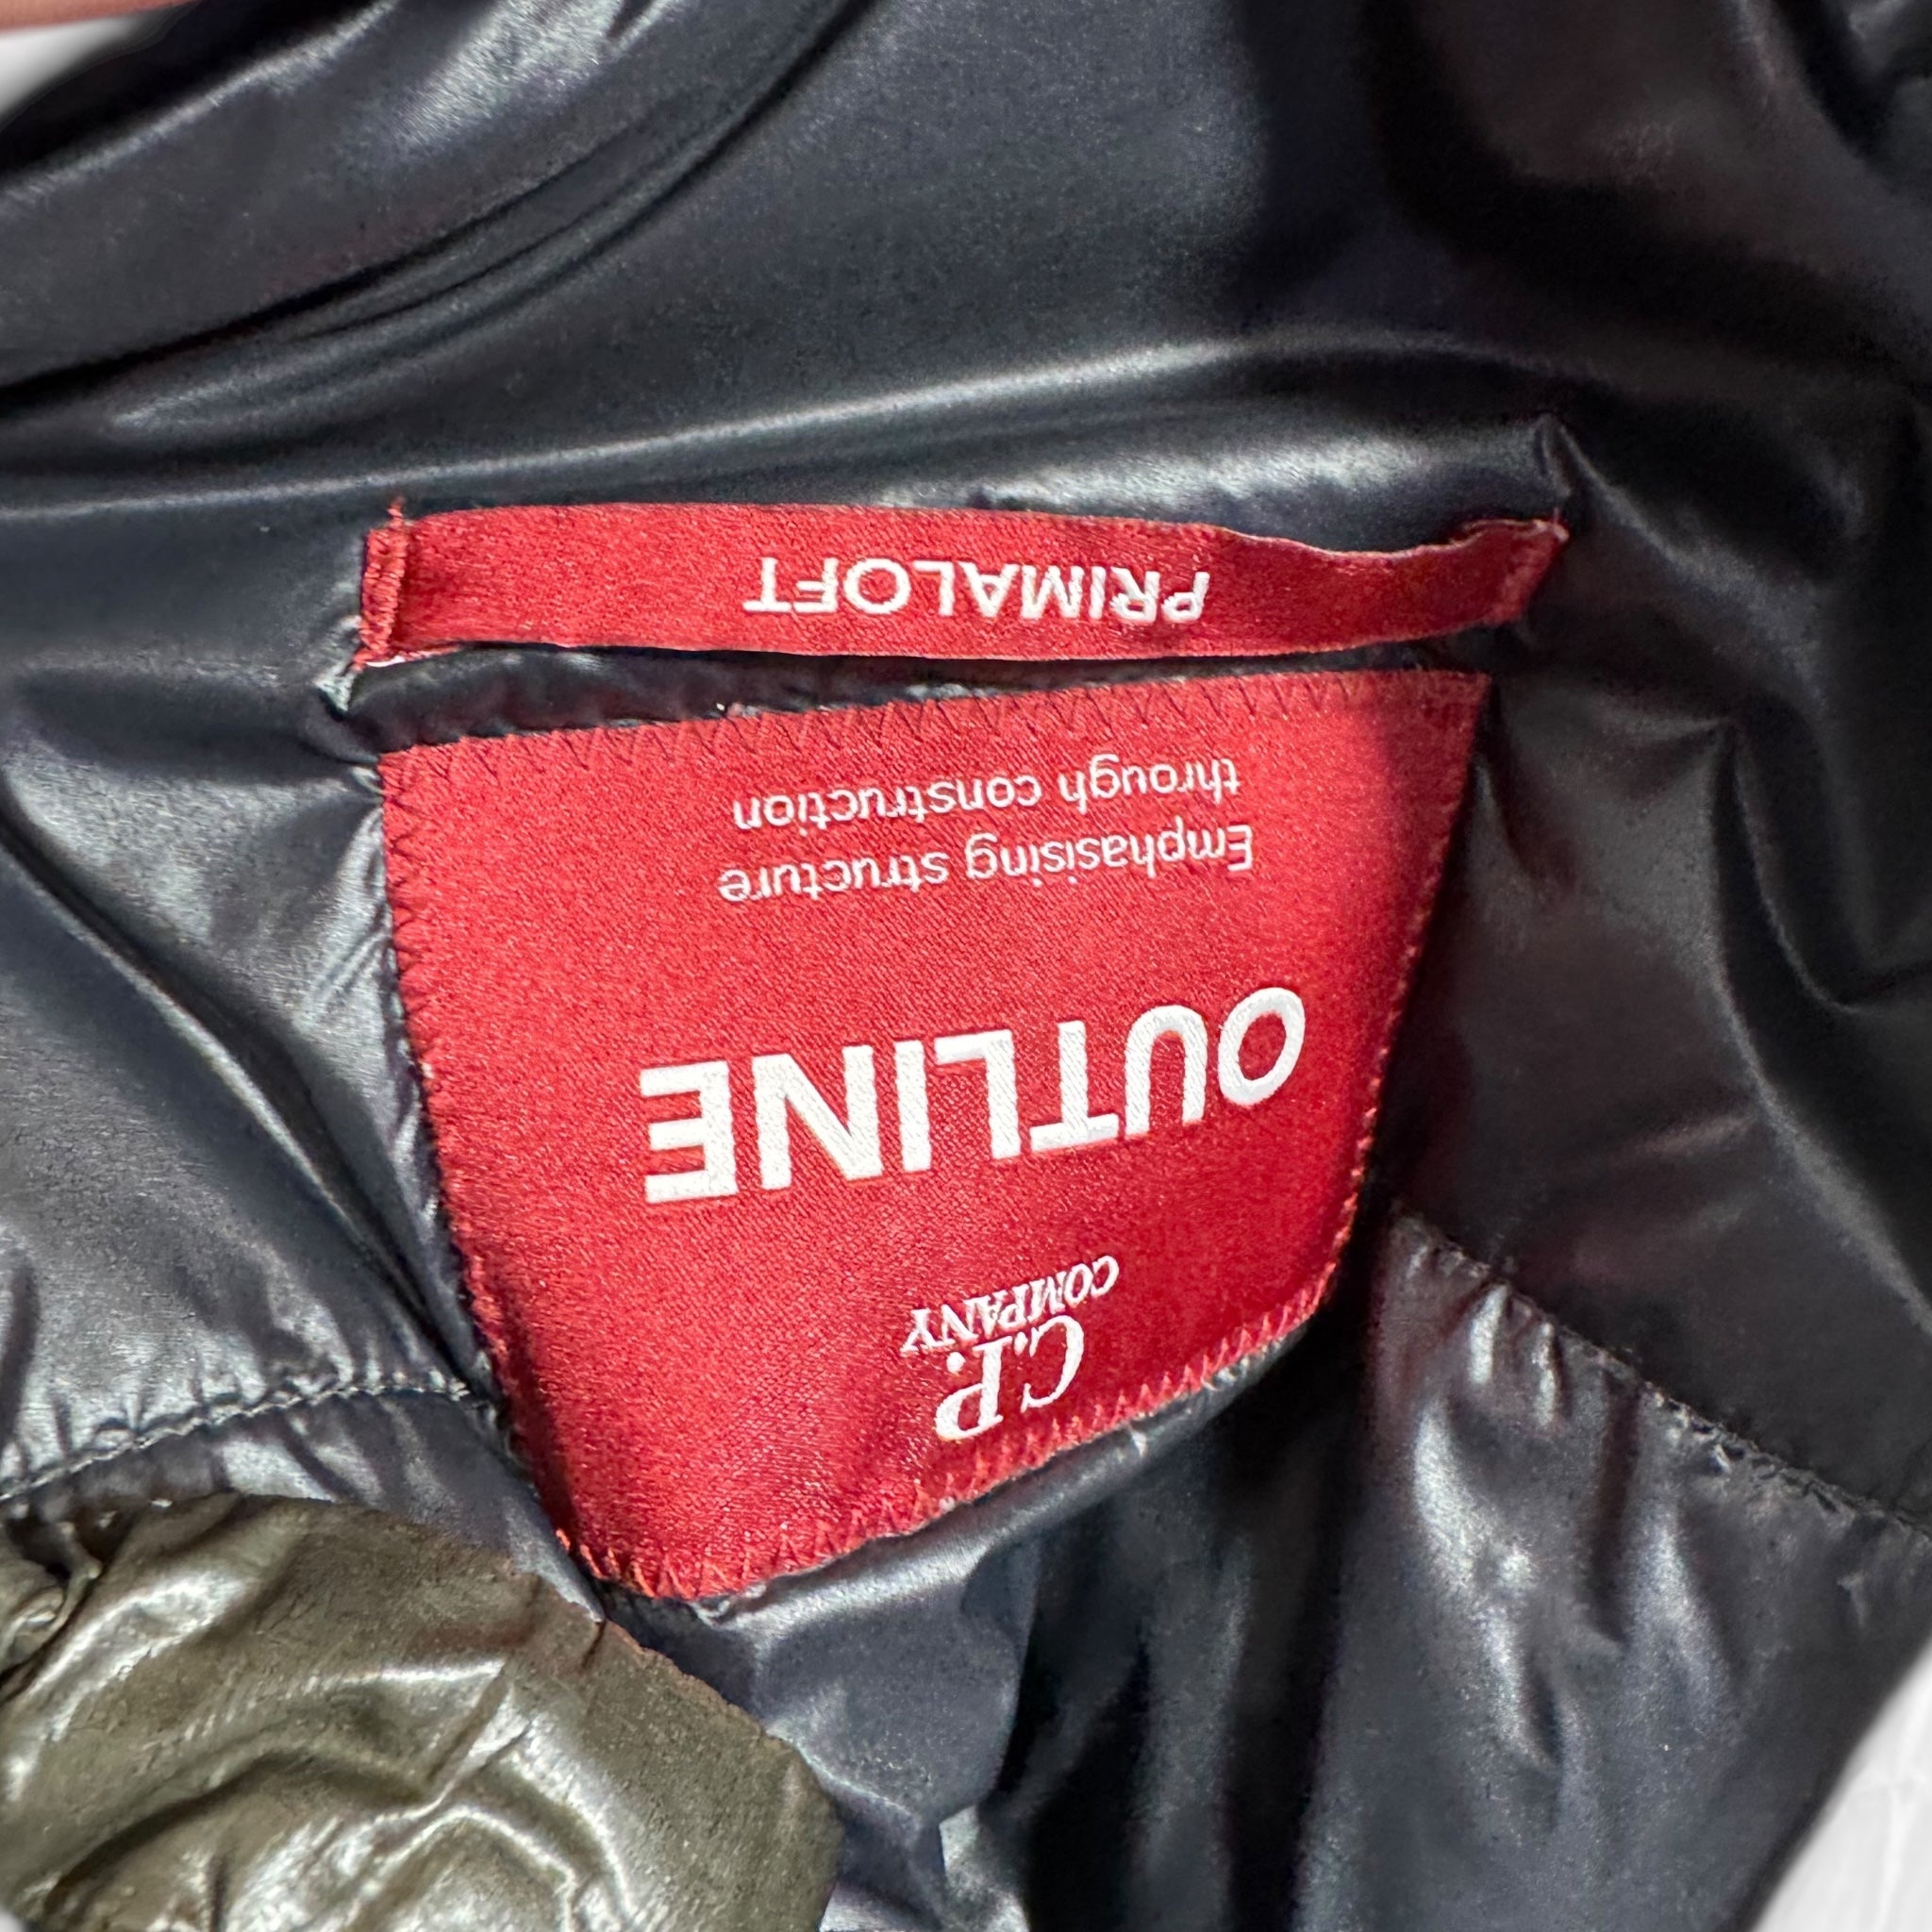 C.P.
COMPANY
OUTLINE
Emphasising structure
through construction
PRIMALOFT